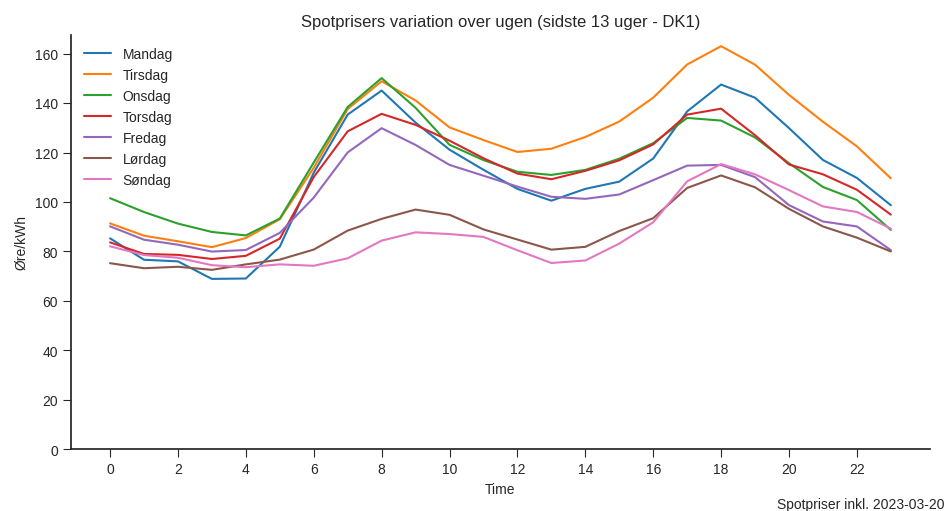 Spotprisers variation over ugen (sidste 13 uger - DK1)
Mandag
Tirsdag
Onsdag
Torsdag
Fredag
Lørdag
Søndag
Øre/kWh
160
140
120
100
80
60
40
20
0
0 2 4 6 8 10 12 14 16 18 20 22
Time
Spotpriser inkl. 2023-03-20